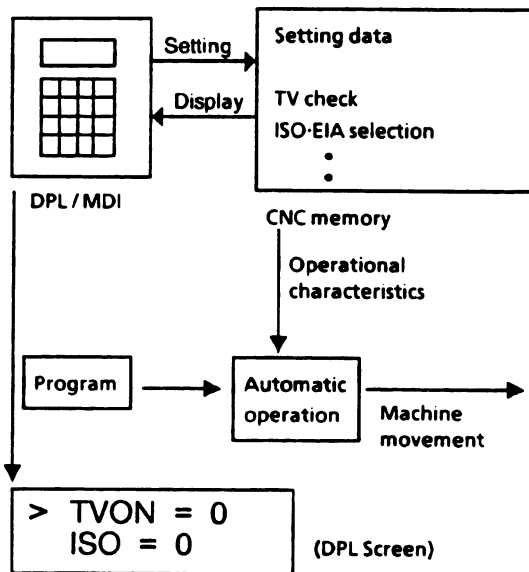 Setting
Display
DPL / MDI
Setting data
TV check
ISO·EIA selection
CNC memory
Operational
characteristics
Program
Automatic
operation
Machine
movement
> TVON = 0
ISO = 0
(DPL Screen)